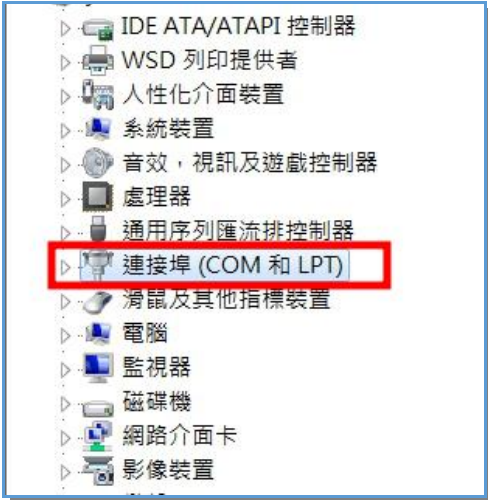 IDE ATA/ATAPI 控制器
WSD 列印提供者
人性化介面裝置
系統裝置
音效，視訊及遊戲控制器
處理器
通用序列匯流排控制器
連接埠 (COM 和 LPT)
滑鼠及其他指標裝置
電腦
監視器
磁碟機
網路介面卡
影像裝置